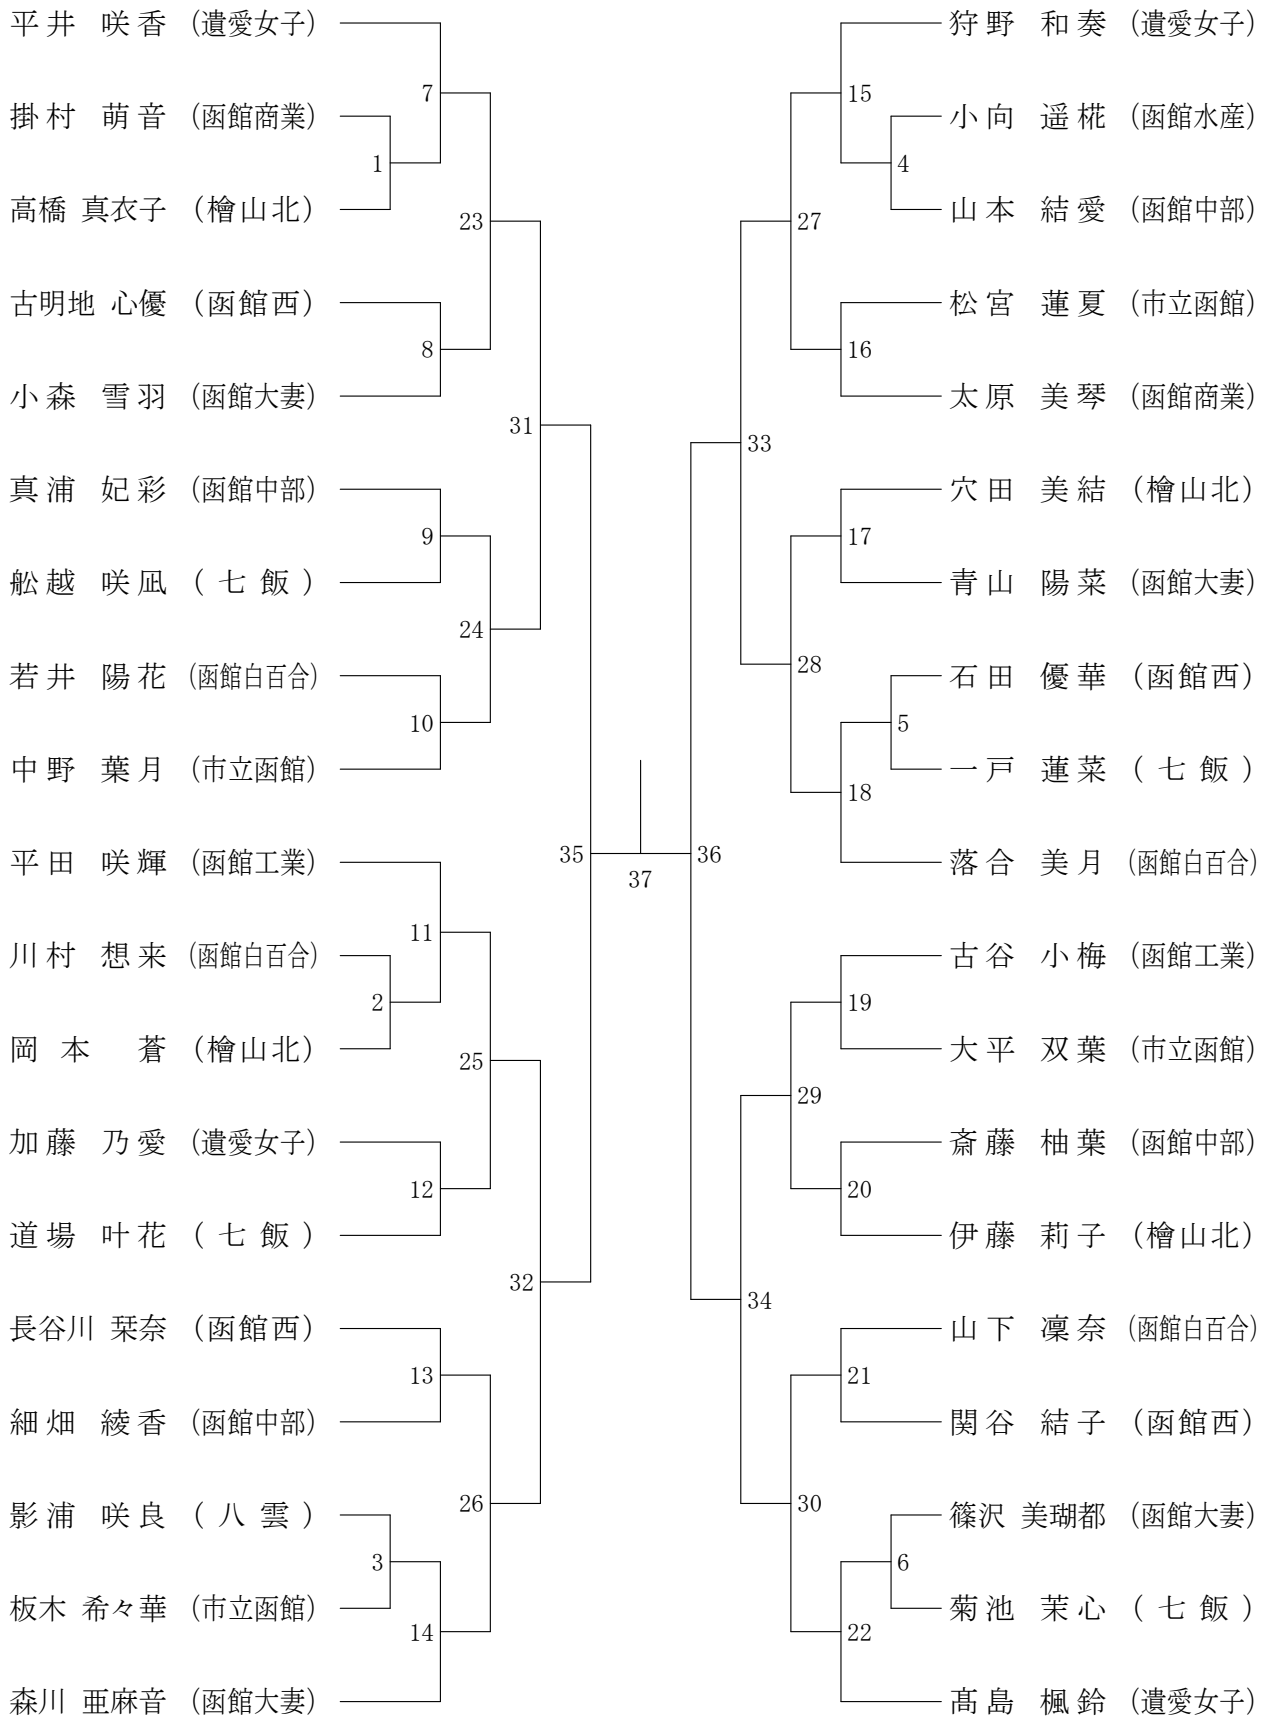 平井 咲香 (遺愛女子)
掛村 萌音 (函館商業)
高橋 真衣子 (檜山北)
古明地 心優 (函館西)
小森 雪羽 (函館大妻)
真浦 妃彩 (函館中部)
舩越 咲凪 (七飯)
若井 陽花 (函館白百合)
中野 葉月 (市立函館)
平田 咲輝 (函館工業)
川村 想来 (函館白百合)
岡本 蒼 (檜山北)
加藤 乃愛 (遺愛女子)
道場 叶花 (七飯)
長谷川 栞奈 (函館西)
細畑 綾香 (函館中部)
影浦 咲良 (八雲)
板木 希々華 (市立函館)
森川 亜麻音 (函館大妻)
1
2
3
7
8
9
10
11
12
13
14
23
24
25
26
31
32
35
37
36
33
34
27
28
29
30
15
16
17
18
19
20
21
22
4
5
6
狩野 和奏 (遺愛女子)
小向 遥椛 (函館水産)
山本 結愛 (函館中部)
松宮 蓮夏 (市立函館)
太原 美琴 (函館商業)
穴田 美結 (檜山北)
青山 陽菜 (函館大妻)
石田 優華 (函館西)
一戸 蓮菜 (七飯)
落合 美月 (函館白百合)
古谷 小梅 (函館工業)
大平 双葉 (市立函館)
斎藤 柚葉 (函館中部)
伊藤 莉子 (檜山北)
山下 凜奈 (函館白百合)
関谷 結子 (函館西)
篠沢 美瑚都 (函館大妻)
菊池 茉心 (七飯)
髙島 楓鈴 (遺愛女子)